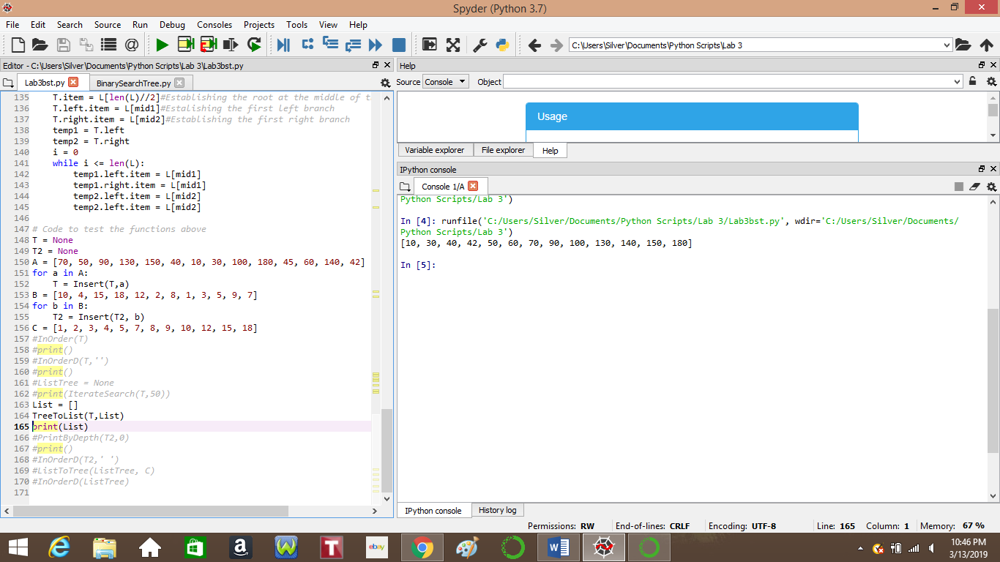 Spyder (Python 3.7)
File Edit Search Source Run Debug Consoles Projects Tools View Help
C:\Users\Silver\Documents\Python Scripts\Lab 3
Editor - C:\Users\Silver\Documents\Python Scripts\Lab 3\Lab3bst.py
Lab3bst.py BinarySearchTree.py
135 T.item = L[len(L)//2]#Establishing the root at the middle of t
136 T.left.item = L[mid1]#Estalishing the first left branch
137 T.right.item = L[mid2]#Establishing the first right branch
138 temp1 = T.left
139 temp2 = T.right
140 i = 0
141 while i <= len(L):
142 temp1.left.item = L[mid1]
143 temp1.right.item = L[mid1]
144 temp2.left.item = L[mid2]
145 temp2.left.item = L[mid2]
146
147 # Code to test the functions above
148 T = None
149 T2 = None
150 A = [70, 50, 90, 130, 150, 40, 10, 30, 100, 180, 45, 60, 140, 42]
151 for a in A:
152 T = Insert(T,a)
153 B = [10, 4, 15, 18, 12, 2, 8, 1, 3, 5, 9, 7]
154 for b in B:
155 T2 = Insert(T2, b)
156 C = [1, 2, 3, 4, 5, 7, 8, 9, 10, 12, 15, 18]
157 #InOrder(T)
158 #print()
159 #InOrderD(T,'')
160 #print()
161 #ListTree = None
162 #print(IterateSearch(T,50))
163 List = []
164 TreeToList(T,List)
165 print(List)
166 #PrintByDepth(T2,0)
167 #print()
168 #InOrderD(T2,' ')
169 #ListToTree(ListTree, C)
170 #InOrderD(ListTree)
171
Help
Source Console Object
Usage
Variable explorer File explorer Help
IPython console
Console 1/A
Python Scripts/Lab 3')
In [4]: runfile('C:/Users/Silver/Documents/Python Scripts/Lab 3/Lab3bst.py', wdir='C:/Users/Silver/Documents/
Python Scripts/Lab 3')
[10, 30, 40, 42, 50, 60, 70, 90, 100, 130, 140, 150, 180]
In [5]:
IPython console History log
Permissions: RW End-of-lines: CRLF Encoding: UTF-8 Line: 165 Column: 1 Memory: 67 %
ebay
10:46 PM
3/13/2019